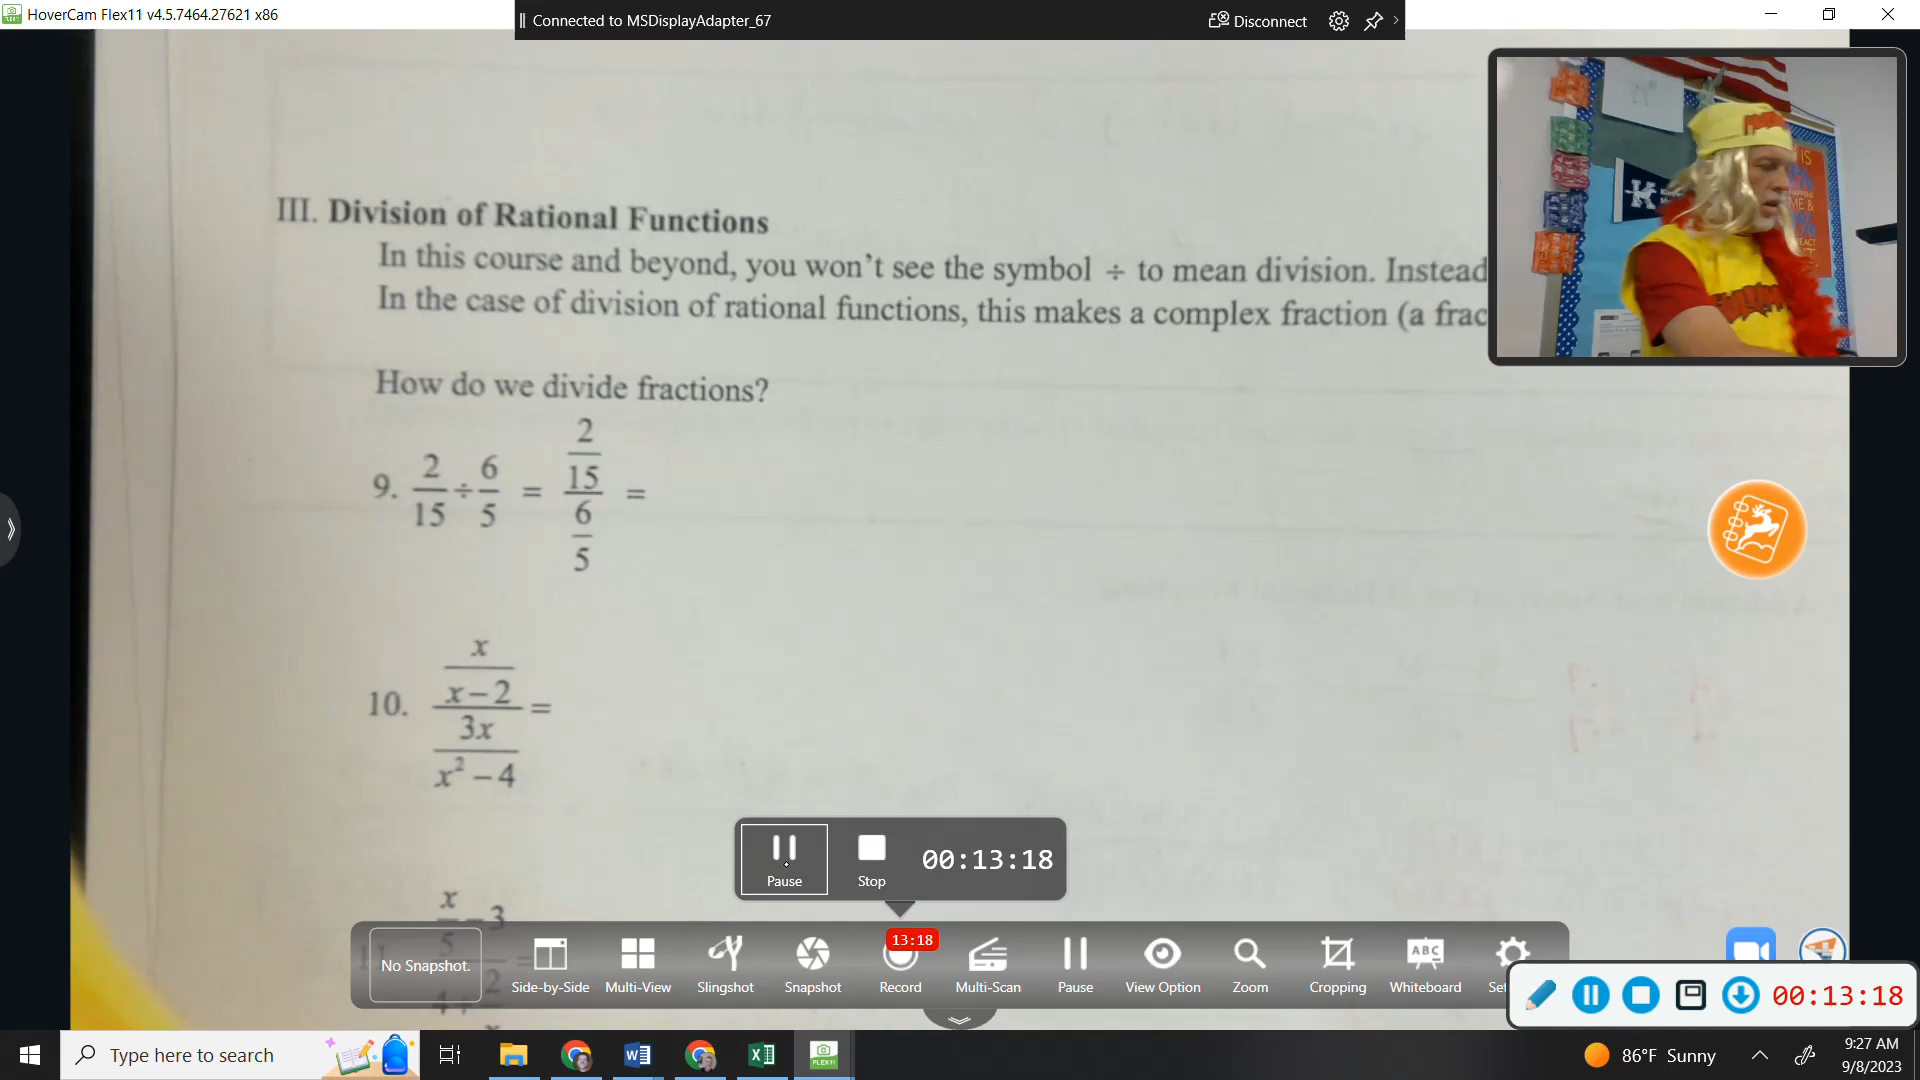 HoverCam Flex11 v4.5.7464.27621 x86
Connected to MSDisplayAdapter_67
Disconnect
III. Division of Rational Functions
In this course and beyond, you won't see the symbol ÷ to mean division. Instead
In the case of division of rational functions, this makes a complex fraction (a frac
How do we divide fractions?
9. 2/15 ÷ 6/5 = (2/15)/(6/5) =
10. (x/(x-2))/(3x/(x²-4)) =
x/5 - 3
00:13:18
Pause
Stop
13:18
No Snapshot.
Side-by-Side
Multi-View
Slingshot
Snapshot
Record
Multi-Scan
Pause
View Option
Zoom
Cropping
ABC
Whiteboard
Set
00:13:18
Type here to search
FLEX11
86°F Sunny
9:27 AM
9/8/2023